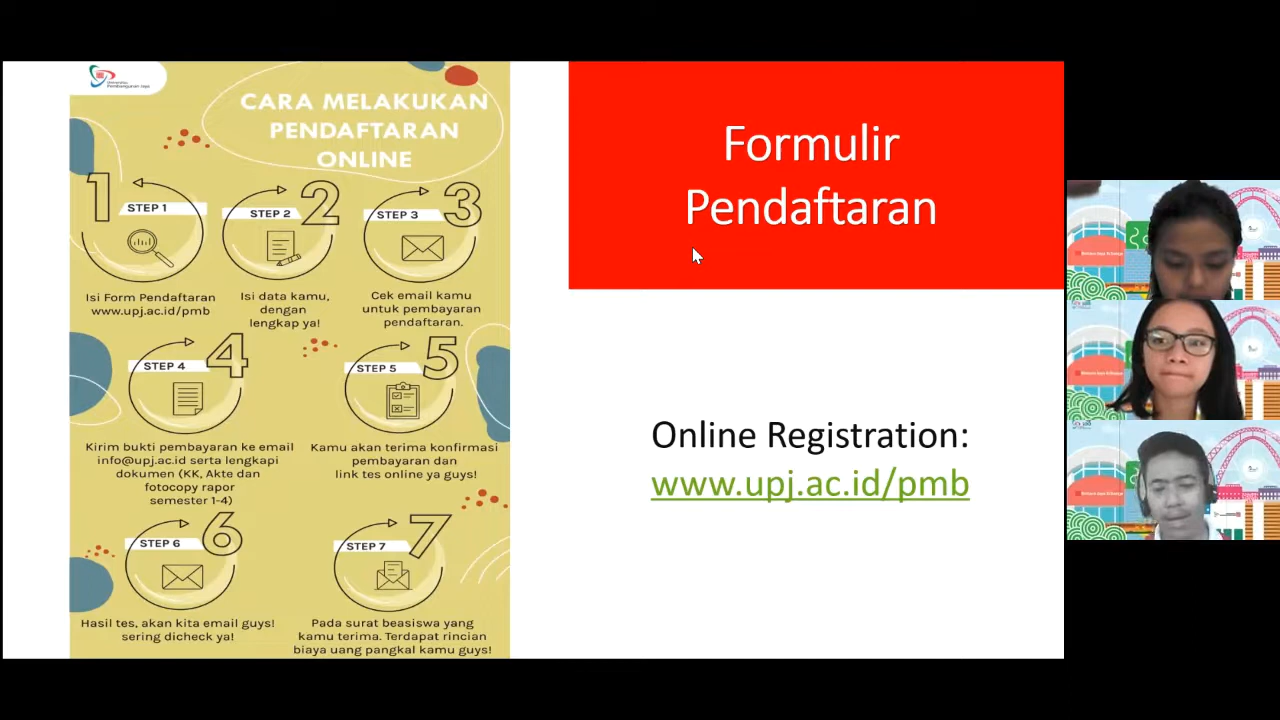 Universitas
Pembangunan Jaya
CARA MELAKUKAN
PENDAFTARAN
ONLINE
1
STEP 1
Isi Form Pendaftaran
www.upj.ac.id/pmb
2
STEP 2
Isi data kamu,
dengan
lengkap ya!
3
STEP 3
Cek email kamu
untuk pembayaran
pendaftaran.
4
STEP 4
Kirim bukti pembayaran ke email
info@upj.ac.id serta lengkapi
dokumen (KK, Akte dan
fotocopy rapor
semester 1-4)
5
STEP 5
Kamu akan terima konfirmasi
pembayaran dan
link tes online ya guys!
6
STEP 6
Hasil tes, akan kita email guys!
sering dicheck ya!
7
STEP 7
Pada surat beasiswa yang
kamu terima. Terdapat rincian
biaya uang pangkal kamu guys!
Formulir
Pendaftaran
Online Registration:
www.upj.ac.id/pmb